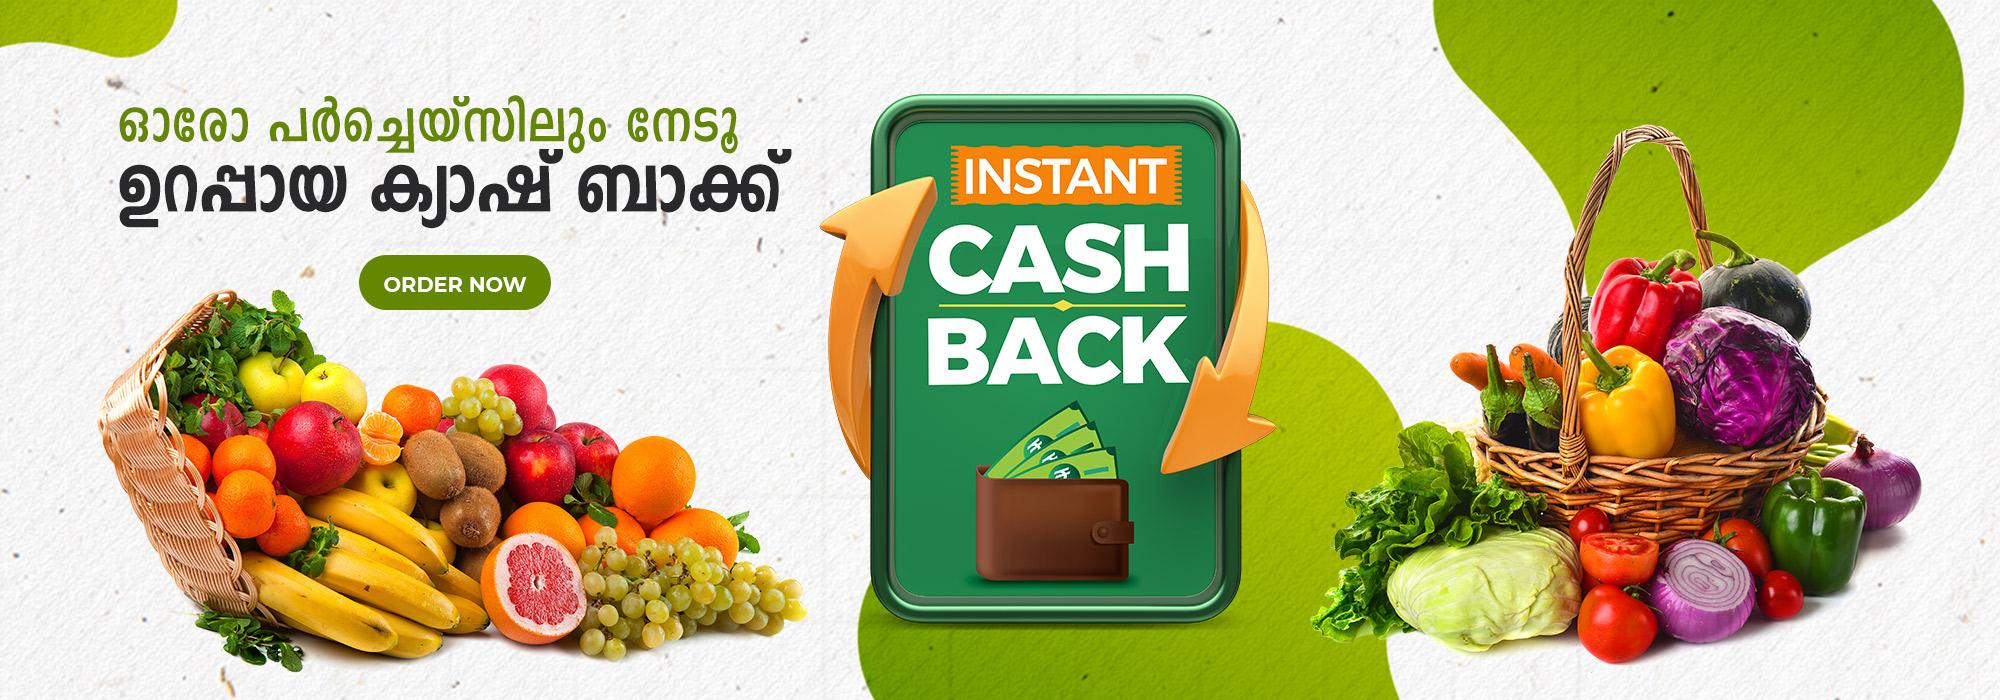 ഓരോ പർച്ചെയ്സിലും നേടൂ
ഉറപ്പായ ക്യാഷ് ബാക്ക്
ORDER NOW
INSTANT
CASH
BACK